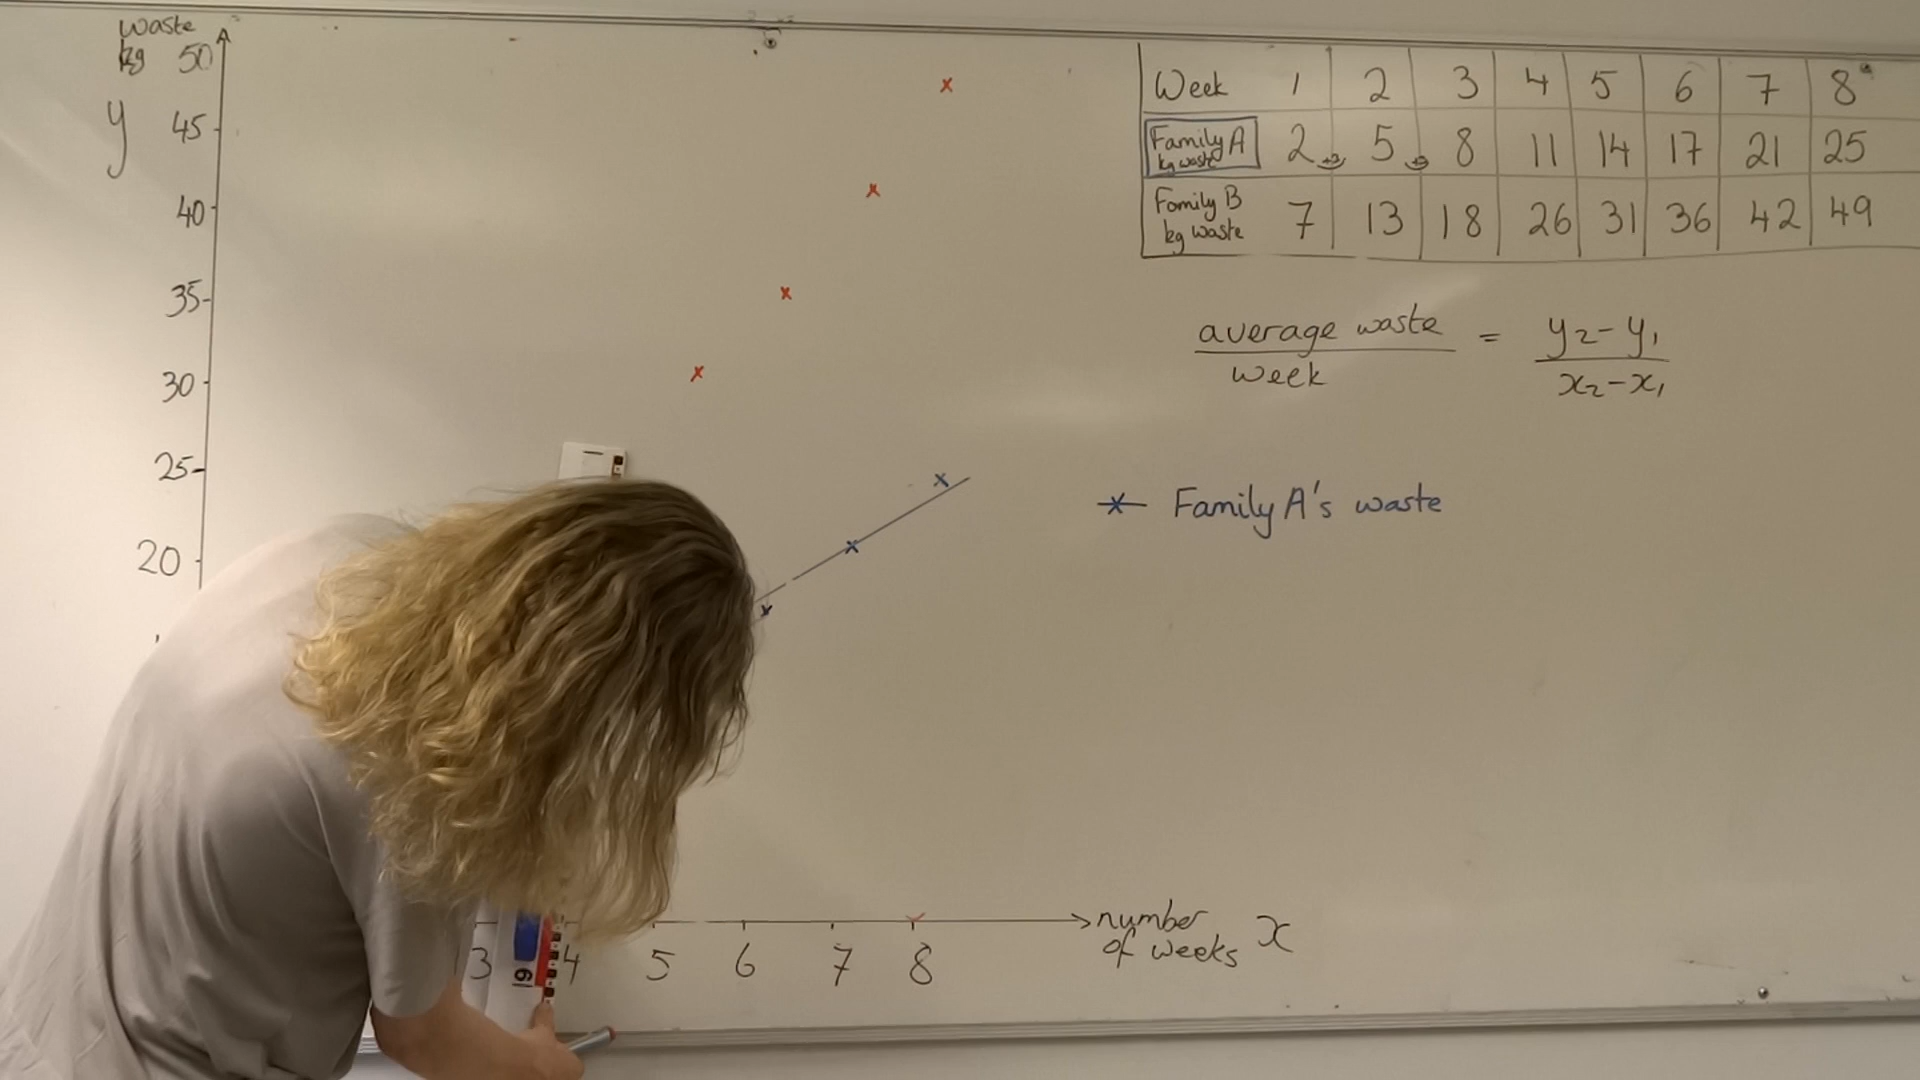 waste
kg 50
y 45
40
35
30
25
20
Week 1 2 3 4 5 6 7 8
Family A 2 5 8 11 14 17 21 25
kg waste +3 +3
Family B 7 13 18 26 31 36 42 49
kg waste
average waste = y₂-y₁
week x₂-x₁
Family A's waste
number
of weeks x
3 4 5 6 7 8
9